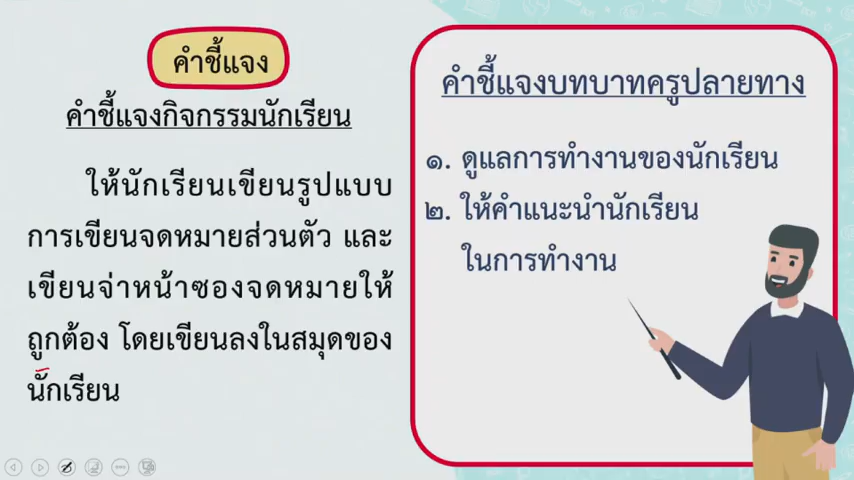 คำชี้แจง
คำชี้แจงกิจกรรมนักเรียน
ให้นักเรียนเขียนรูปแบบ
การเขียนจดหมายส่วนตัว และ
เขียนจ่าหน้าซองจดหมายให้
ถูกต้อง โดยเขียนลงในสมุดของ
นักเรียน
คำชี้แจงบทบาทครูปลายทาง
๑. ดูแลการทำงานของนักเรียน
๒. ให้คำแนะนำนักเรียน
ในการทำงาน